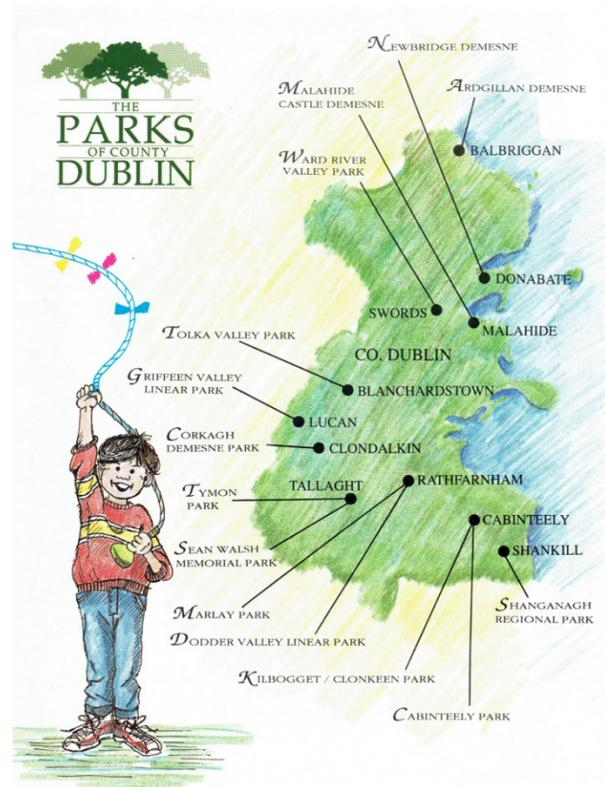 THE
PARKS
OF COUNTY
DUBLIN
NEWBRIDGE DEMESNE
MALAHIDE
CASTLE DEMESNE
ARDGILLAN DEMESNE
WARD RIVER
VALLEY PARK
BALBRIGGAN
DONABATE
SWORDS
MALAHIDE
TOLKA VALLEY PARK
CO. DUBLIN
GRIFFEEN VALLEY
LINEAR PARK
BLANCHARDSTOWN
LUCAN
CORKAGH
DEMESNE PARK
CLONDALKIN
TYMON
PARK
TALLAGHT
RATHFARNHAM
CABINTEELY
SEAN WALSH
MEMORIAL PARK
SHANKILL
MARLAY PARK
SHANGANAGH
REGIONAL PARK
DODDER VALLEY LINEAR PARK
KILBOGGET / CLONKEEN PARK
CABINTEELY PARK